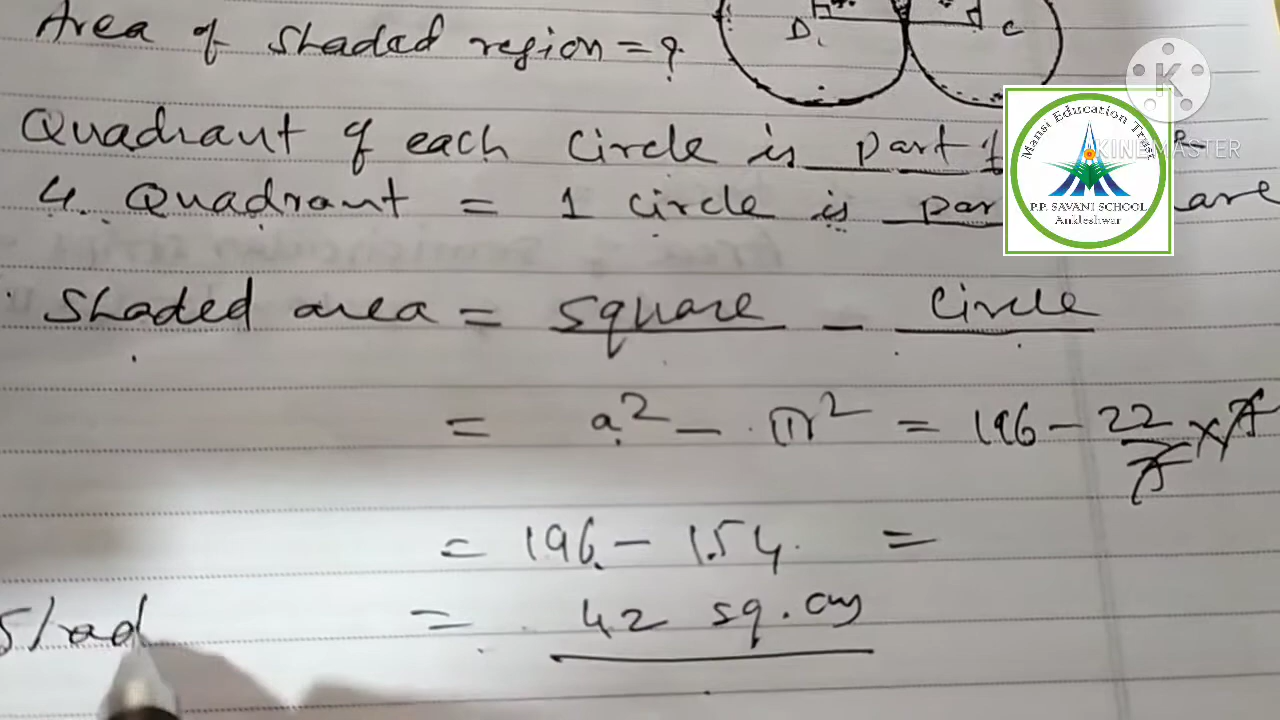 Area of Shaded region = ?
D
C
Quadrant of each circle is part
4. Quadrant = 1 circle is par are
Mansi Education Trust
P.P. SAVANI SCHOOL
Ankleshwar
K
KINEMASTER
Shaded area = square - circle
= a² - πr² = 196 - 22/7 × 7
= 196 - 154 =
= 42 sq. cm
Shad